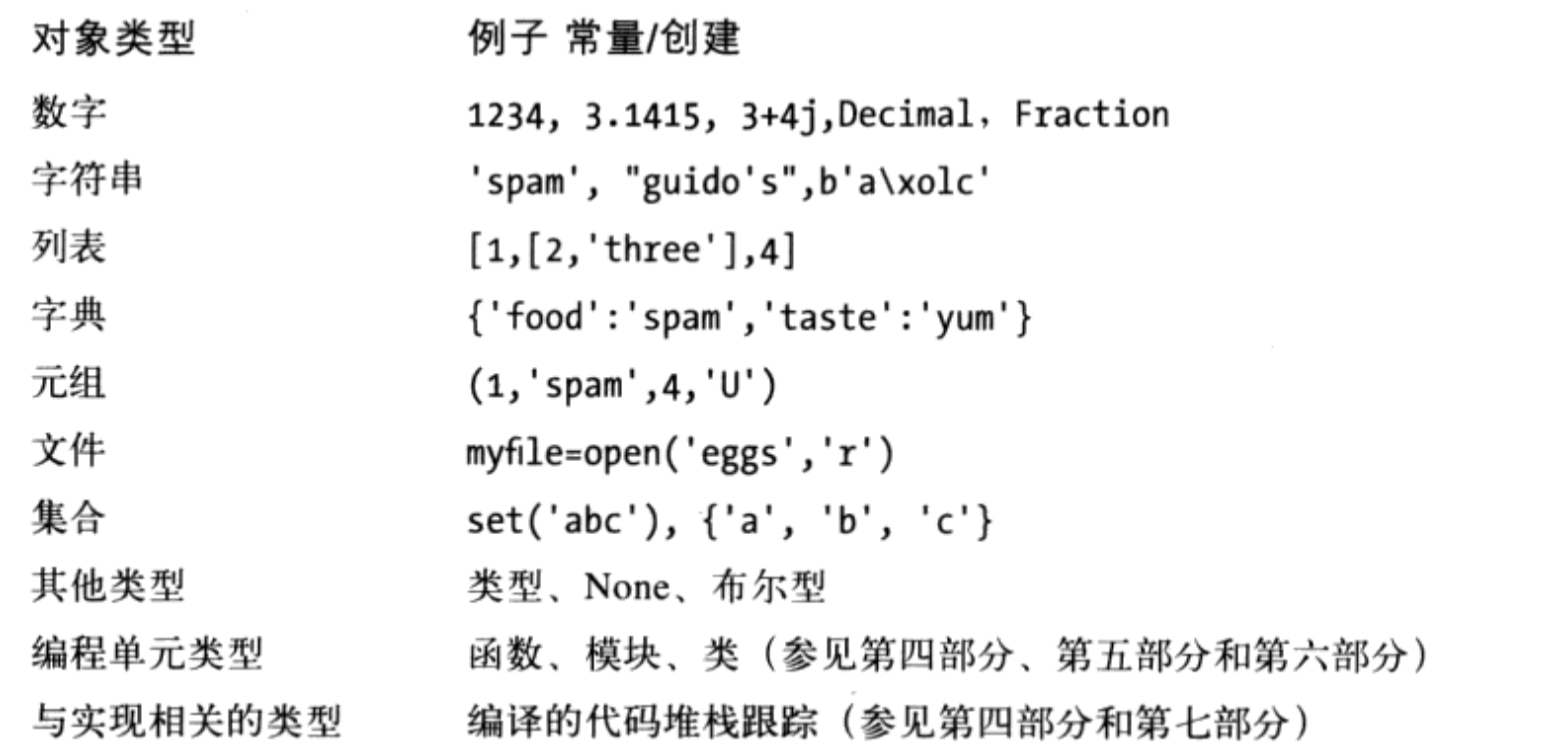 对象类型 例子 常量/创建
数字 1234, 3.1415, 3+4j,Decimal, Fraction
字符串 'spam', "guido's",b'a\xolc'
列表 [1,[2,'three'],4]
字典 {'food':'spam','taste':'yum'}
元组 (1,'spam',4,'U')
文件 myfile=open('eggs','r')
集合 set('abc'), {'a', 'b', 'c'}
其他类型 类型、None、布尔型
编程单元类型 函数、模块、类（参见第四部分、第五部分和第六部分）
与实现相关的类型 编译的代码堆栈跟踪（参见第四部分和第七部分）